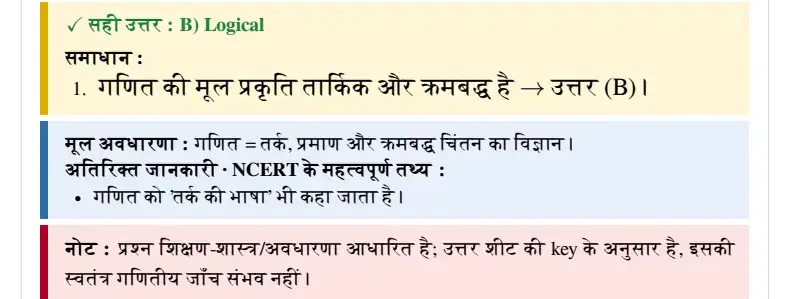 ✓ सही उत्तर : B) Logical
समाधान :
1. गणित की मूल प्रकृति तार्किक और क्रमबद्ध है → उत्तर (B)।
मूल अवधारणा : गणित = तर्क, प्रमाण और क्रमबद्ध चिंतन का विज्ञान।
अतिरिक्त जानकारी · NCERT के महत्वपूर्ण तथ्य :
• गणित को 'तर्क की भाषा' भी कहा जाता है।
नोट : प्रश्न शिक्षण-शास्त्र/अवधारणा आधारित है; उत्तर शीट की key के अनुसार है, इसकी
स्वतंत्र गणितीय जाँच संभव नहीं।